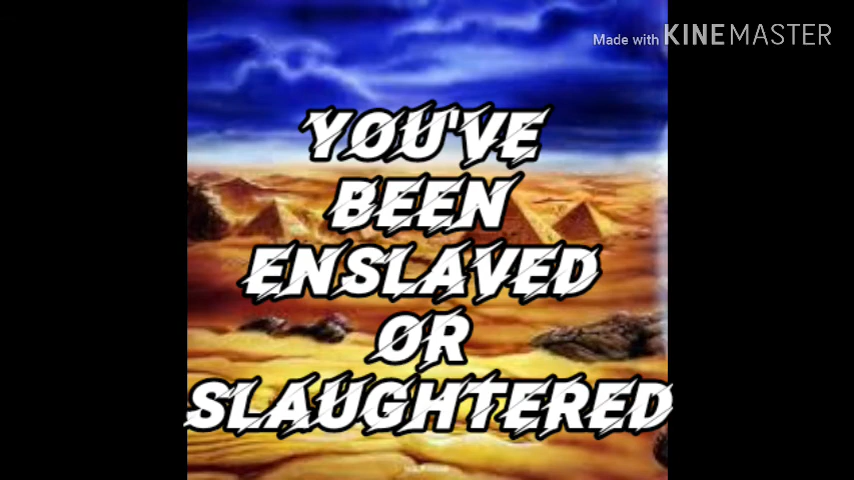 Made with KINEMASTER
YOU'VE
BEEN
ENSLAVED
OR
SLAUGHTERED